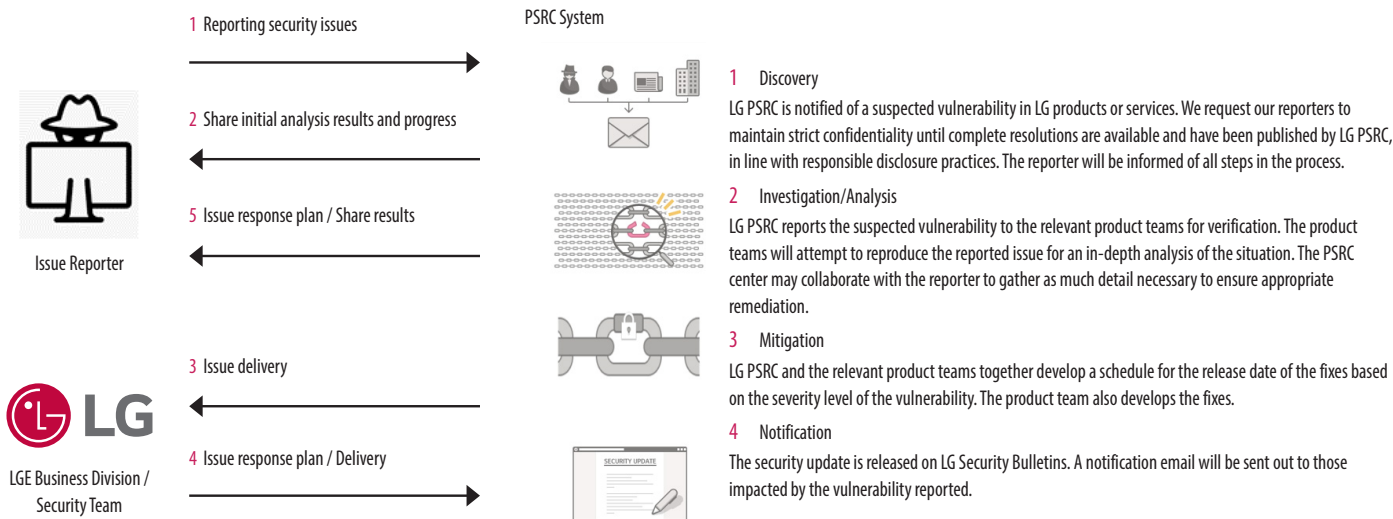 1 Reporting security issues
2 Share initial analysis results and progress
5 Issue response plan / Share results
Issue Reporter
3 Issue delivery
LG
4 Issue response plan / Delivery
LGE Business Division /
Security Team
PSRC System
SECURITY UPDATE
1 Discovery
LG PSRC is notified of a suspected vulnerability in LG products or services. We request our reporters to
maintain strict confidentiality until complete resolutions are available and have been published by LG PSRC,
in line with responsible disclosure practices. The reporter will be informed of all steps in the process.
2 Investigation/Analysis
LG PSRC reports the suspected vulnerability to the relevant product teams for verification. The product
teams will attempt to reproduce the reported issue for an in-depth analysis of the situation. The PSRC
center may collaborate with the reporter to gather as much detail necessary to ensure appropriate
remediation.
3 Mitigation
LG PSRC and the relevant product teams together develop a schedule for the release date of the fixes based
on the severity level of the vulnerability. The product team also develops the fixes.
4 Notification
The security update is released on LG Security Bulletins. A notification email will be sent out to those
impacted by the vulnerability reported.